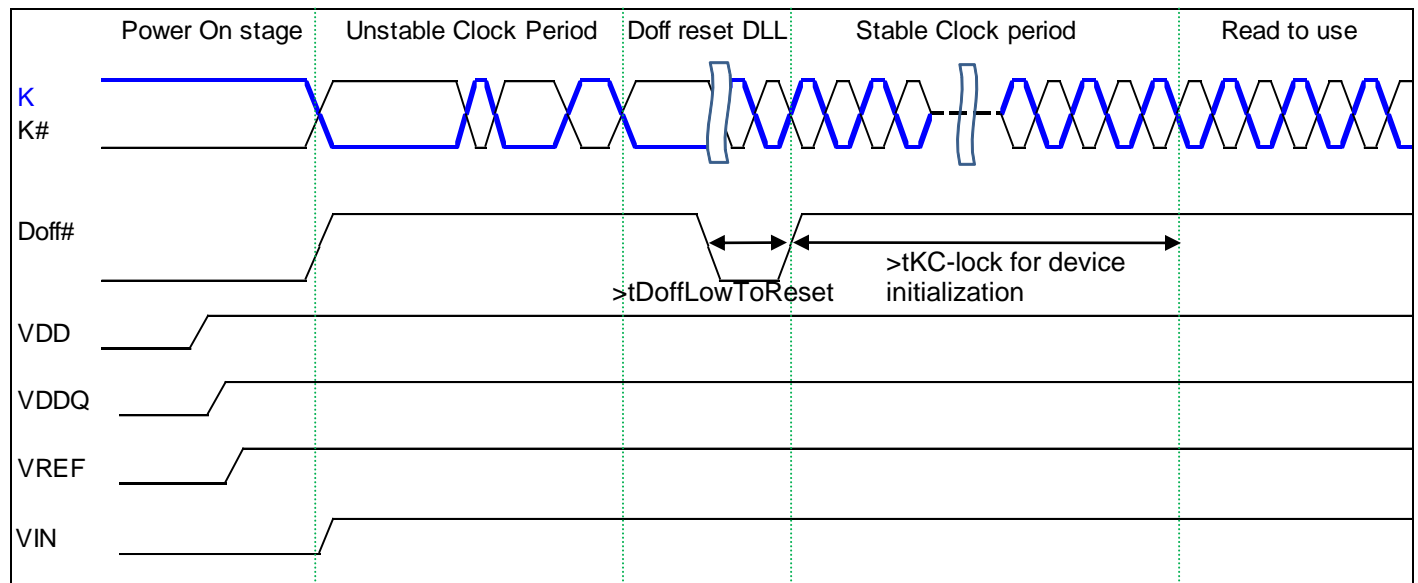 Power On stage
Unstable Clock Period
Doff reset DLL
Stable Clock period
Read to use
K
K#
Doff#
>tDoffLowToReset
>tKC-lock for device
initialization
VDD
VDDQ
VREF
VIN